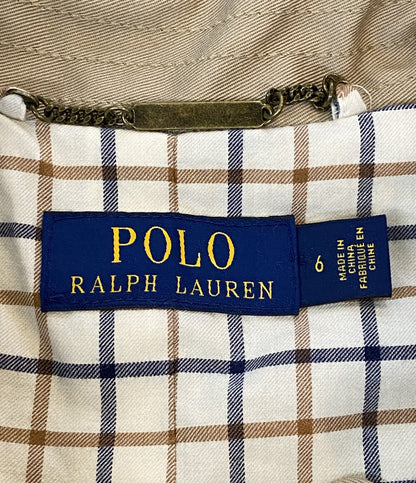 POLO
RALPH LAUREN
6
MADE IN
CHINA
FABRIQUÉ EN
CHINE